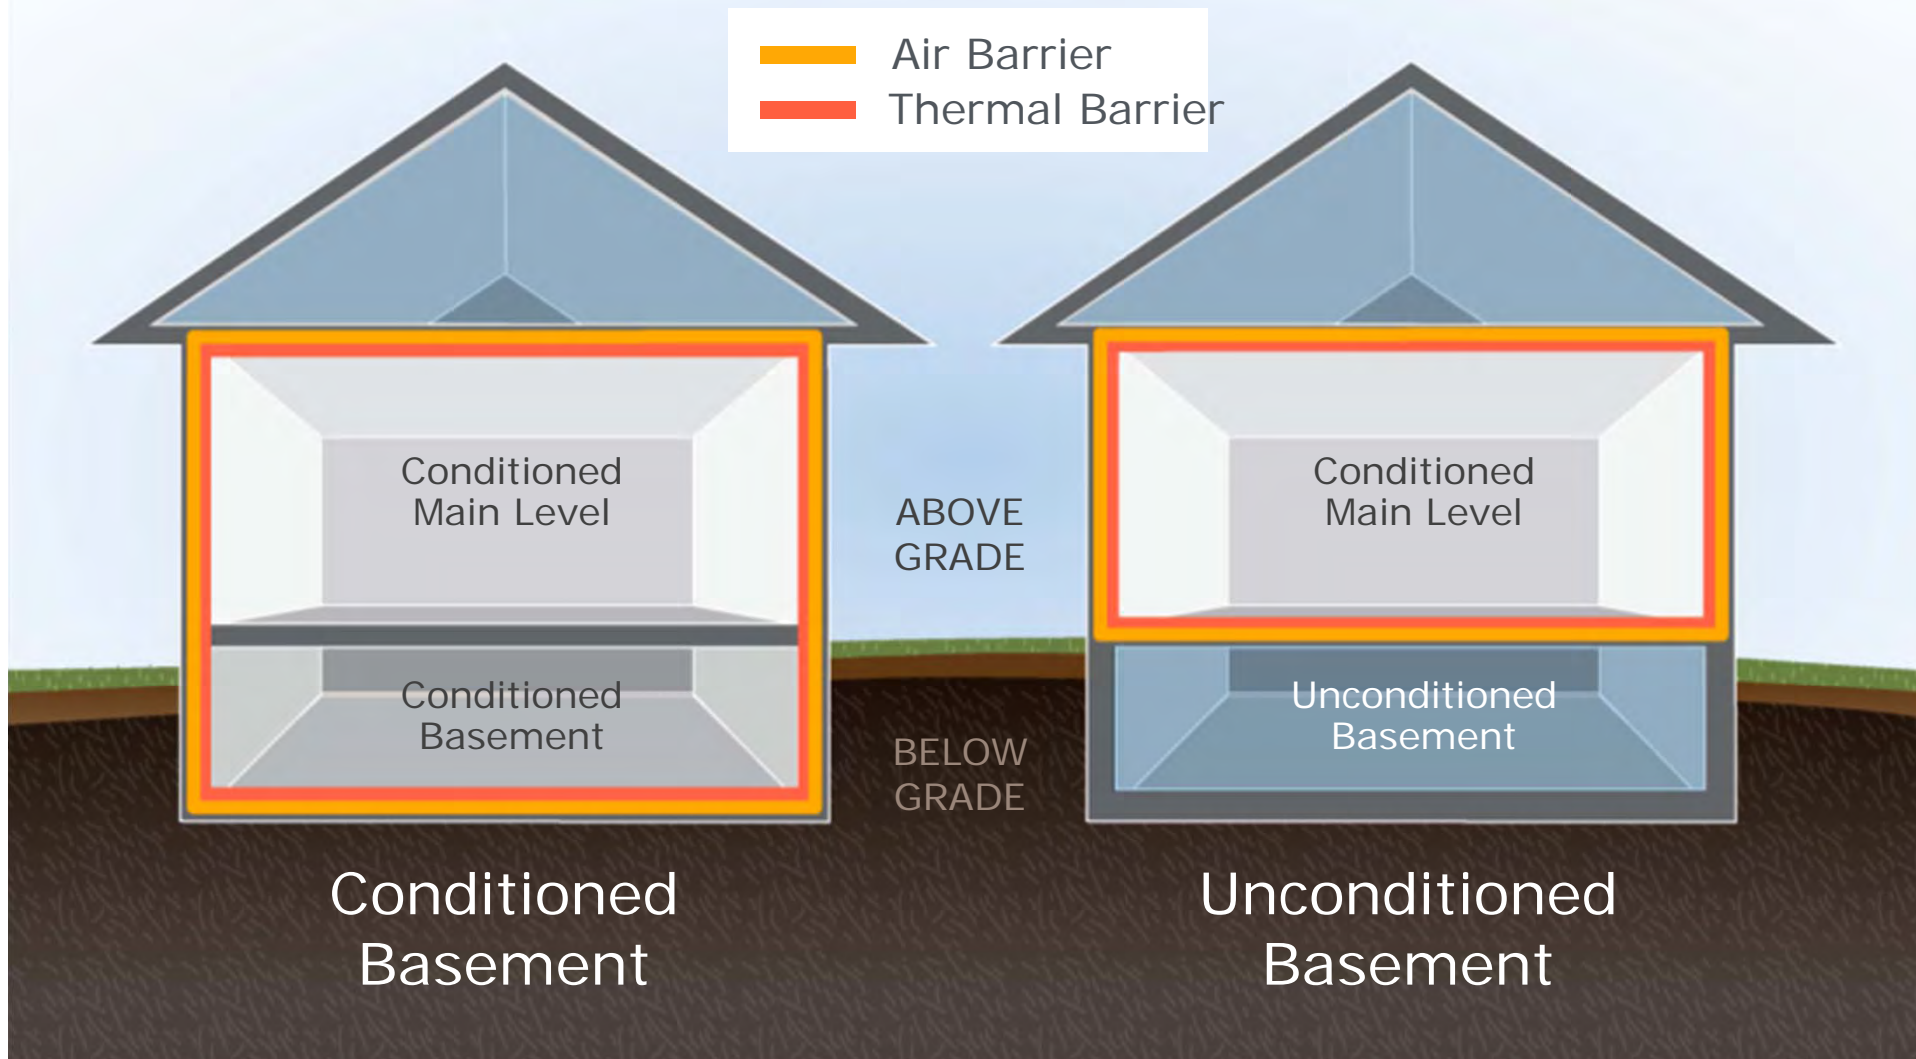 Air Barrier
Thermal Barrier
Conditioned
Main Level
Conditioned
Main Level
ABOVE
GRADE
Conditioned
Basement
Unconditioned
Basement
BELOW
GRADE
Conditioned
Basement
Unconditioned
Basement